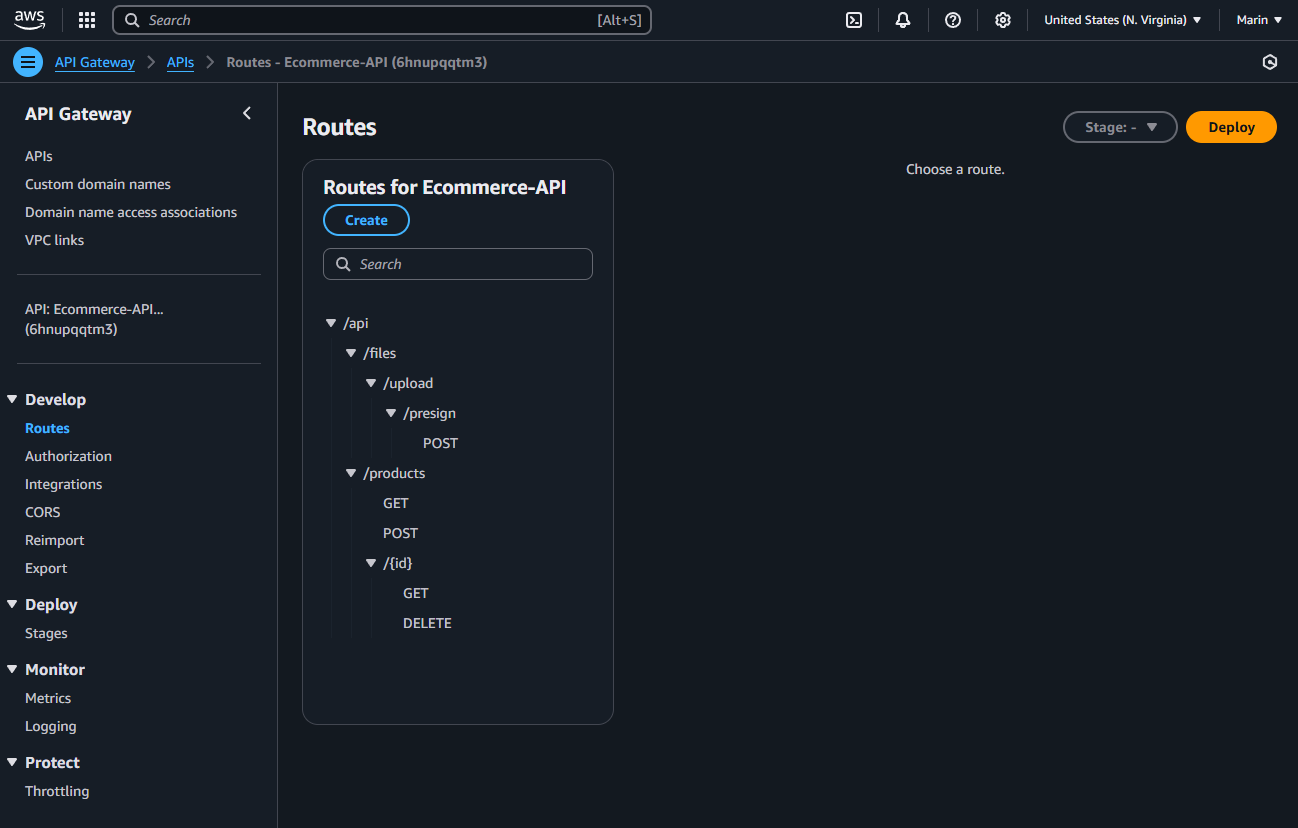 aws
Search [Alt+S]
United States (N. Virginia)
Marin
API Gateway
APIs
Routes - Ecommerce-API (6hnupqqtm3)
API Gateway
APIs
Custom domain names
Domain name access associations
VPC links
API: Ecommerce-API...
(6hnupqqtm3)
Develop
Routes
Authorization
Integrations
CORS
Reimport
Export
Deploy
Stages
Monitor
Metrics
Logging
Protect
Throttling
Routes
Stage: -
Deploy
Routes for Ecommerce-API
Create
Search
/api
/files
/upload
/presign
POST
/products
GET
POST
/{id}
GET
DELETE
Choose a route.